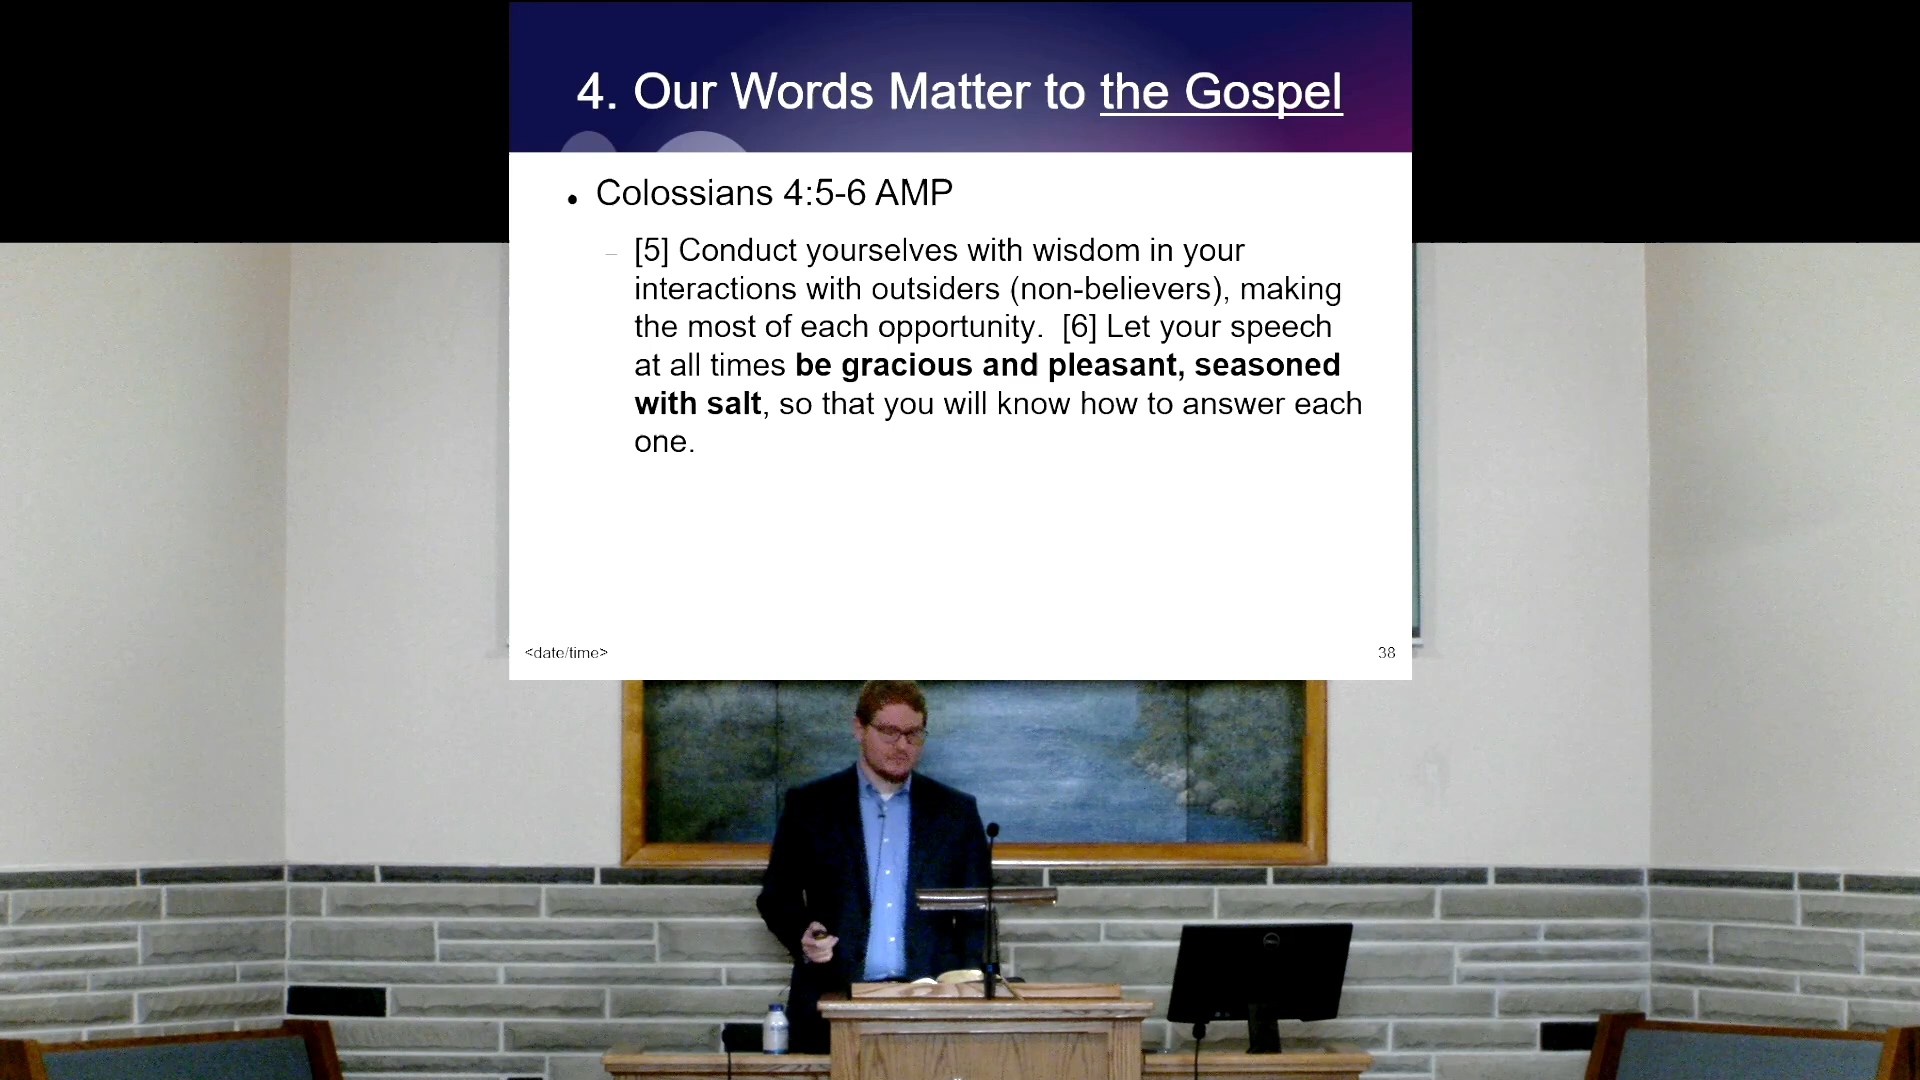 4. Our Words Matter to the Gospel
• Colossians 4:5-6 AMP
– [5] Conduct yourselves with wisdom in your
interactions with outsiders (non-believers), making
the most of each opportunity.  [6] Let your speech
at all times be gracious and pleasant, seasoned
with salt, so that you will know how to answer each
one.
<date/time>
38
DELL